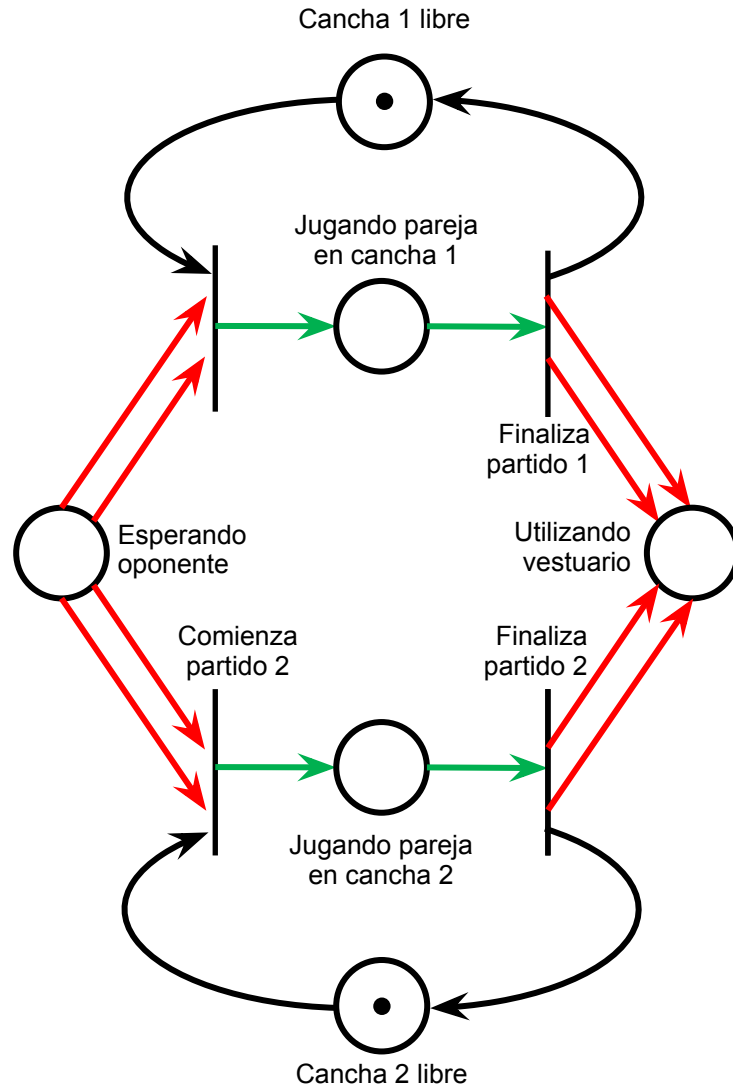 Cancha 1 libre
Jugando pareja
en cancha 1
Finaliza
partido 1
Esperando
oponente
Utilizando
vestuario
Comienza
partido 2
Finaliza
partido 2
Jugando pareja
en cancha 2
Cancha 2 libre